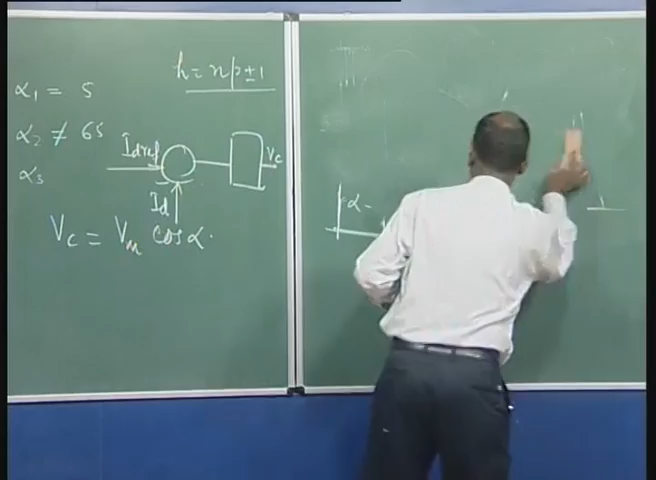 h = np ± 1
α₁ = 5
α₂ ≠ 65
α₃
Idref
Vc
Id
Vc = Vm cos α.
α